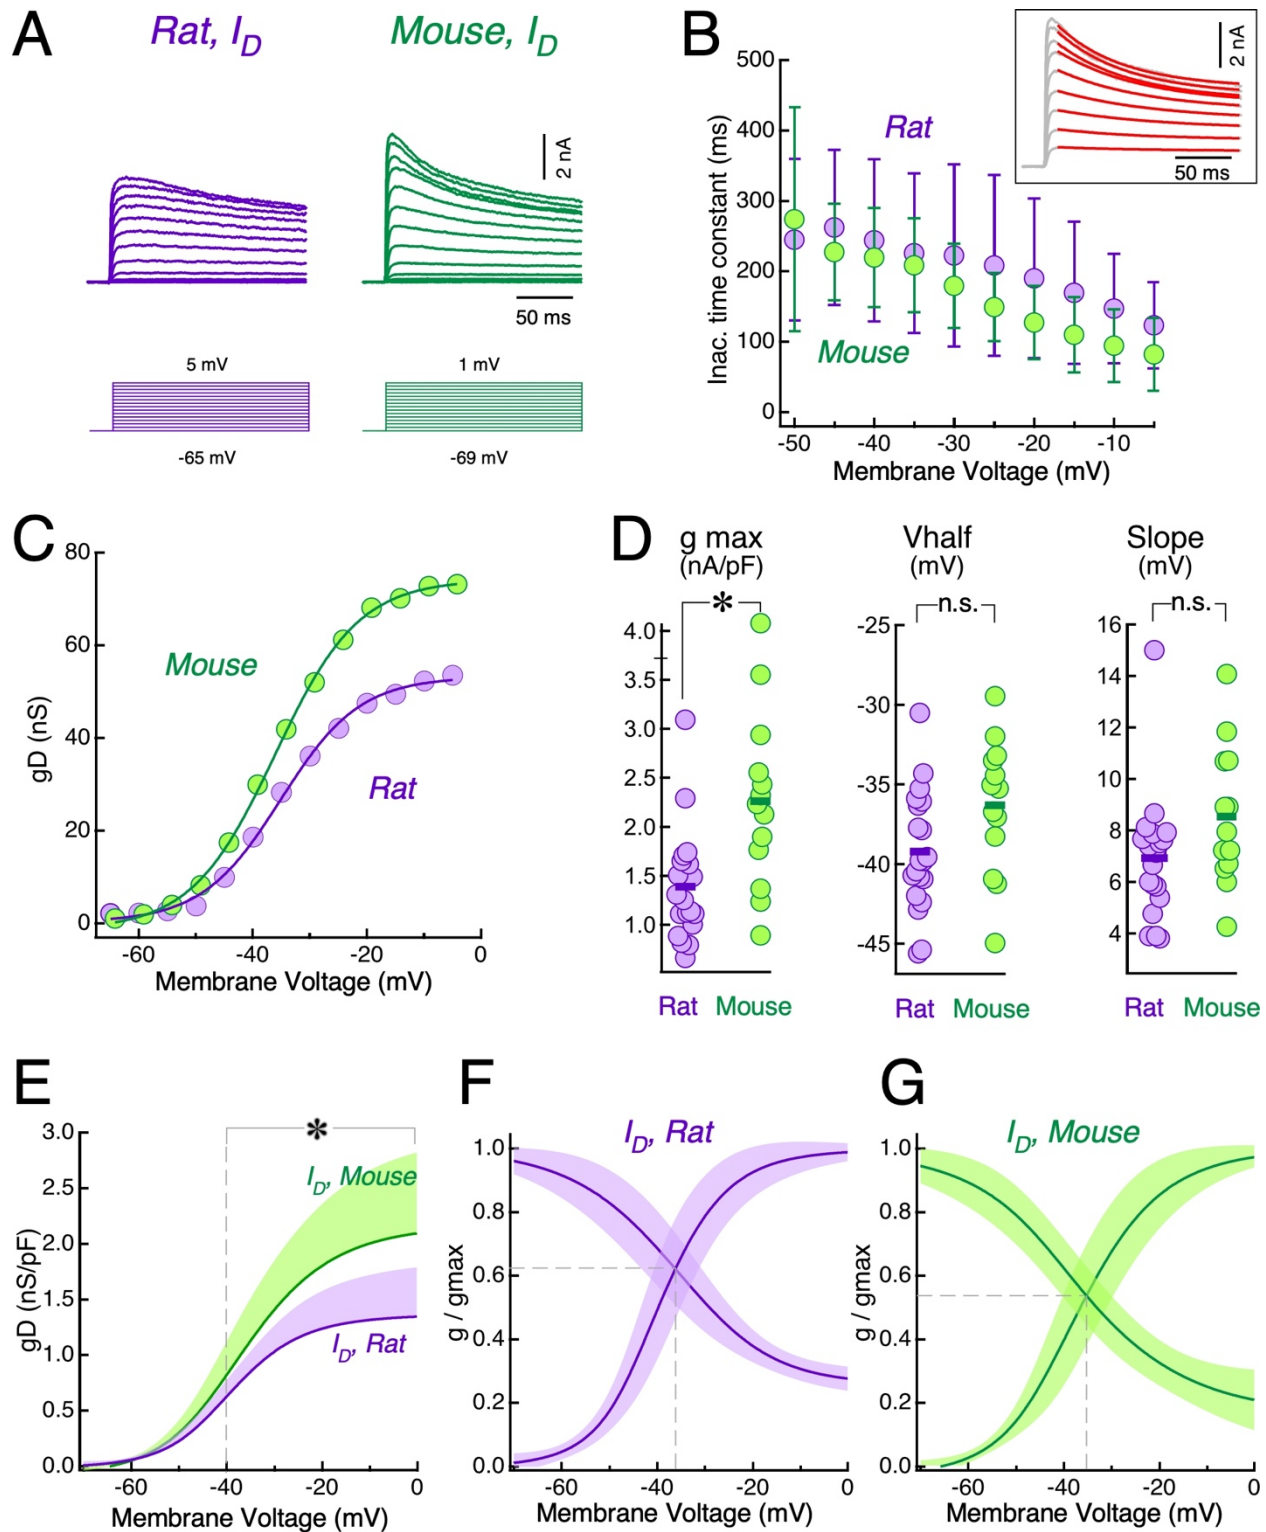 A
Rat, ID
Mouse, ID
2 nA
50 ms
5 mV
1 mV
-65 mV
-69 mV
B
500
400
300
200
100
0
Inac. time constant (ms)
Rat
Mouse
2 nA
50 ms
-50
-40
-30
-20
-10
Membrane Voltage (mV)
C
80
60
40
20
0
gD (nS)
Mouse
Rat
-60
-40
-20
0
Membrane Voltage (mV)
D
g max
(nA/pF)
*
4.0
3.5
3.0
2.5
2.0
1.5
1.0
Rat
Mouse
Vhalf
(mV)
n.s.
-25
-30
-35
-40
-45
Rat
Mouse
Slope
(mV)
n.s.
16
14
12
10
8
6
4
Rat
Mouse
E
3.0
2.5
2.0
1.5
1.0
0.5
0.0
gD (nS/pF)
*
ID, Mouse
ID, Rat
-60
-40
-20
0
Membrane Voltage (mV)
F
ID, Rat
1.0
0.8
0.6
0.4
0.2
0.0
g / gmax
-60
-40
-20
0
Membrane Voltage (mV)
G
ID, Mouse
1.0
0.8
0.6
0.4
0.2
0.0
g / gmax
-60
-40
-20
0
Membrane Voltage (mV)